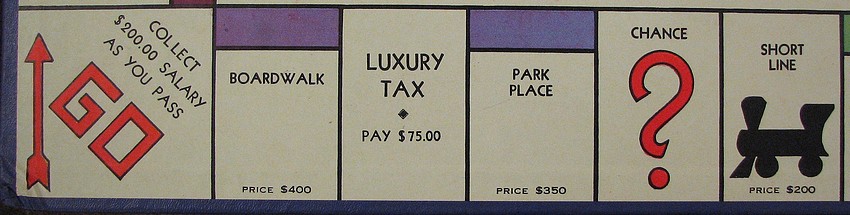 COLLECT
$200.00 SALARY
AS YOU PASS
GO
BOARDWALK
PRICE $400
LUXURY
TAX
PAY $75.00
PARK
PLACE
PRICE $350
CHANCE
?
SHORT
LINE
PRICE $200